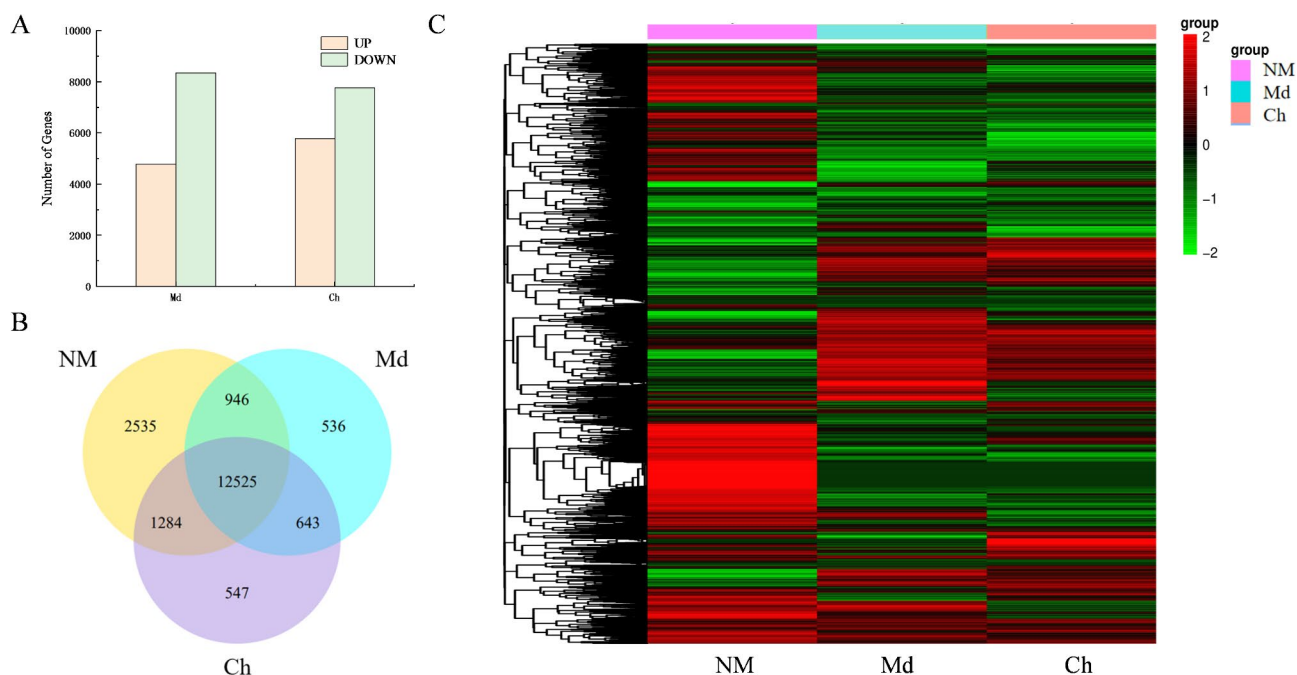 A
10000
8000
6000
4000
2000
0
Number of Genes
UP
DOWN
Md
Ch
B
NM
Md
946
2535
536
12525
1284
643
547
Ch
C
group
2
1
0
−1
−2
group
NM
Md
Ch
NM
Md
Ch